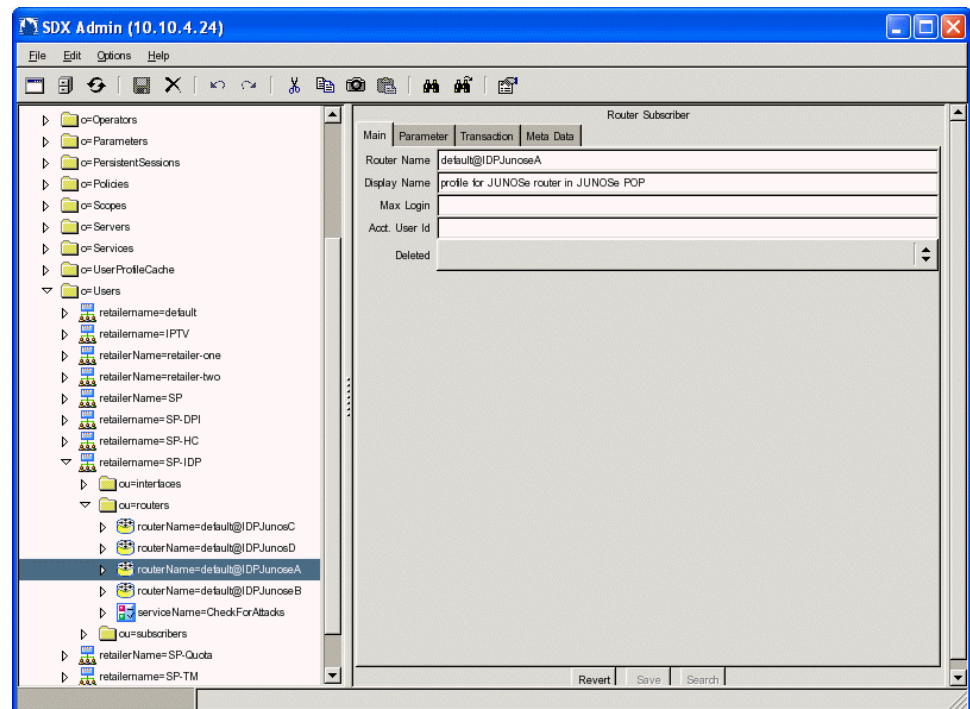 SDX Admin (10.10.4.24)
File Edit Options Help
o=Operators
o=Parameters
o=PersistentSessions
o=Policies
o=Scopes
o=Servers
o=Services
o=UserProfileCache
o=Users
retailername=default
retailername=IPTV
retailerName=retailer-one
retailerName=retailer-two
retailerName=SP
retailername=SP-DPI
retailername=SP-HC
retailername=SP-IDP
ou=interfaces
ou=routers
routerName=default@IDPJunosC
routerName=default@IDPJunosD
routerName=default@IDPJunoseA
routerName=default@IDPJunoseB
serviceName=CheckForAttacks
ou=subscribers
retailerName=SP-Quota
retailername=SP-TM
Router Subscriber
Main Parameter Transaction Meta Data
Router Name default@IDPJunoseA
Display Name profile for JUNOSe router in JUNOSe POP
Max Login
Acct. User Id
Deleted
Revert Save Search